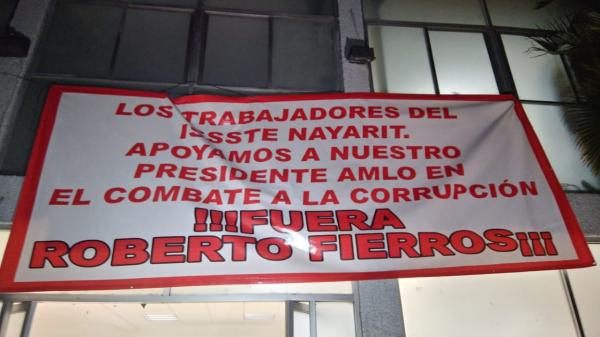 LOS TRABAJADORES DEL
ISSSTE NAYARIT.
APOYAMOS A NUESTRO
PRESIDENTE AMLO EN
EL COMBATE A LA CORRUPCIÓN
!!!FUERA
ROBERTO FIERROS¡¡¡